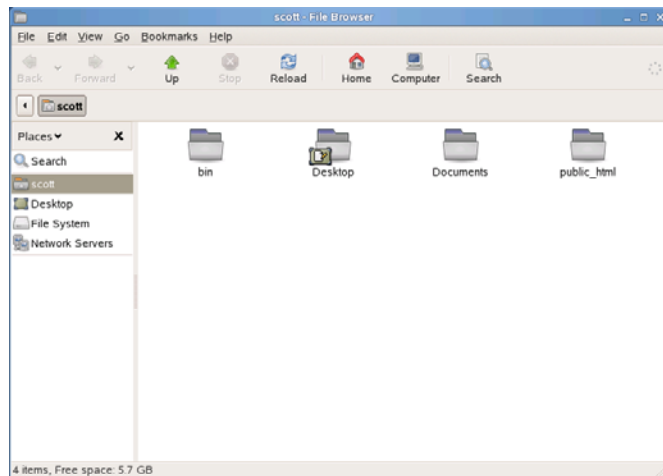 scott - File Browser
File Edit View Go Bookmarks Help
Back Forward Up Stop Reload Home Computer Search
scott
Places X
Search
scott
Desktop
File System
Network Servers
bin Desktop Documents public_html
4 items, Free space: 5.7 GB